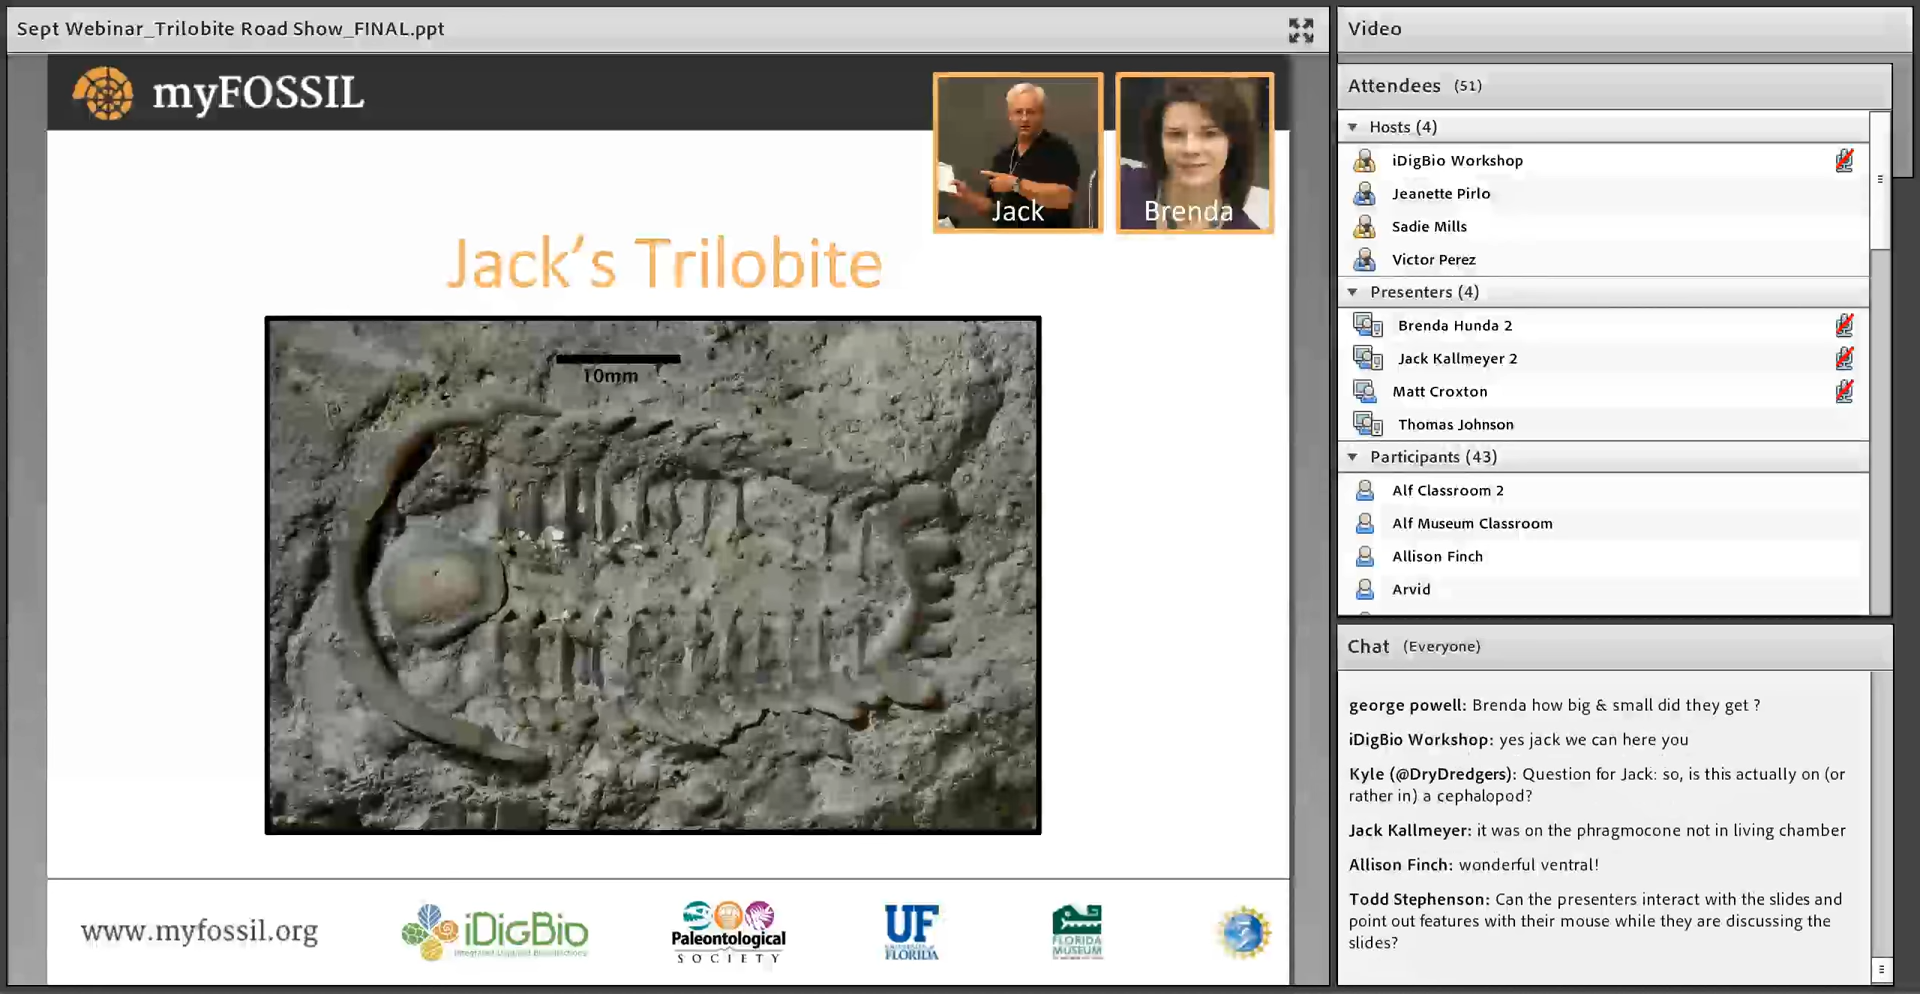 Sept Webinar_Trilobite Road Show_FINAL.ppt
myFOSSIL
Jack
Brenda
Jack's Trilobite
10mm
www.myfossil.org
iDigBio
Paleontological
SOCIETY
UF
UNIVERSITY of
FLORIDA
FLORIDA
MUSEUM
Video
Attendees (51)
Hosts (4)
iDigBio Workshop
Jeanette Pirlo
Sadie Mills
Victor Perez
Presenters (4)
Brenda Hunda 2
Jack Kallmeyer 2
Matt Croxton
Thomas Johnson
Participants (43)
Alf Classroom 2
Alf Museum Classroom
Allison Finch
Arvid
Chat (Everyone)
george powell: Brenda how big & small did they get ?
iDigBio Workshop: yes jack we can here you
Kyle (@DryDredgers): Question for Jack: so, is this actually on (or
rather in) a cephalopod?
Jack Kallmeyer: it was on the phragmocone not in living chamber
Allison Finch: wonderful ventral!
Todd Stephenson: Can the presenters interact with the slides and
point out features with their mouse while they are discussing the
slides?